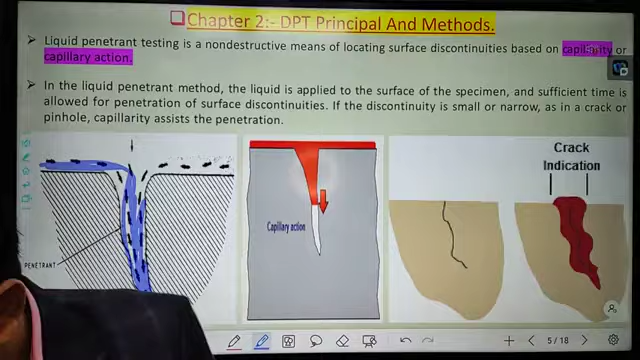 Chapter 2:- DPT Principal And Methods.
Liquid penetrant testing is a nondestructive means of locating surface discontinuities based on capillarity or
capillary action.
In the liquid penetrant method, the liquid is applied to the surface of the specimen, and sufficient time is
allowed for penetration of surface discontinuities. If the discontinuity is small or narrow, as in a crack or
pinhole, capillarity assists the penetration.
PENETRANT
Capillary action
Crack
Indication
5 / 18